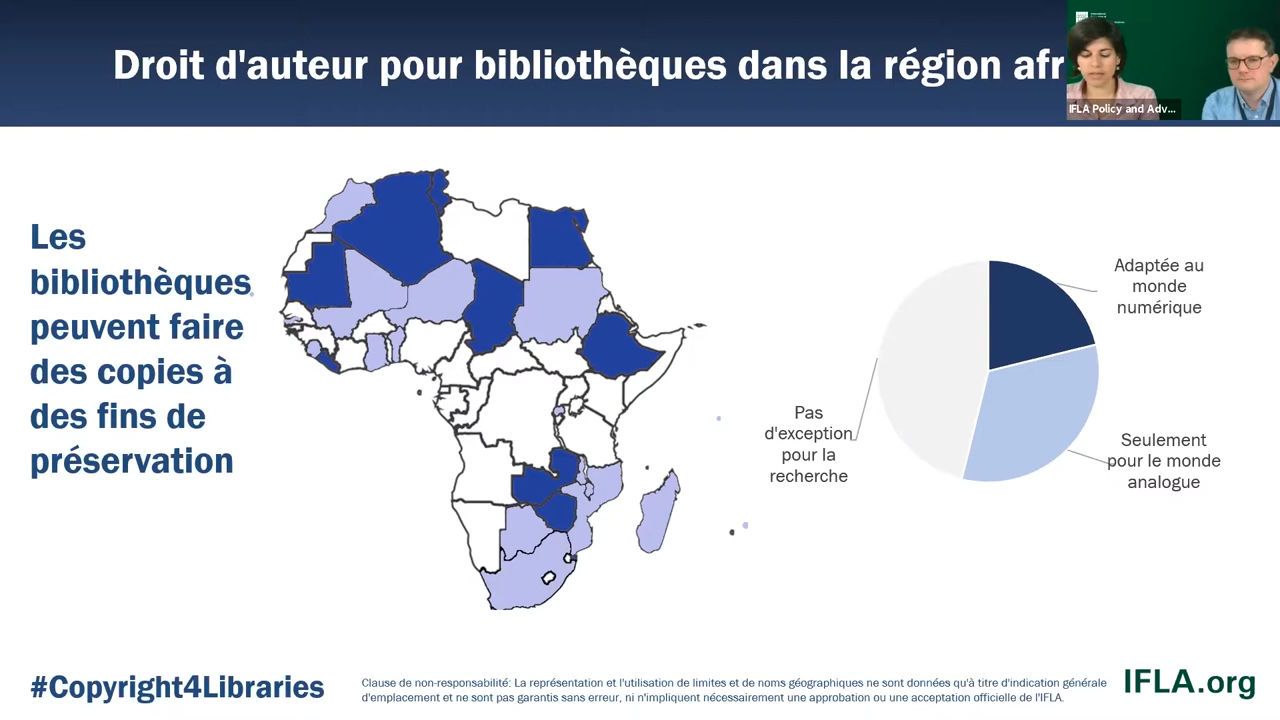 Droit d'auteur pour bibliothèques dans la région afr
IFLA Policy and Adv...
Les
bibliothèques
peuvent faire
des copies à
des fins de
préservation
Adaptée au
monde
numérique
Pas
d'exception
pour la
recherche
Seulement
pour le monde
analogue
#Copyright4Libraries
Clause de non-responsabilité: La représentation et l'utilisation de limites et de noms géographiques ne sont données qu'à titre d'indication générale
d'emplacement et ne sont pas garantis sans erreur, ni n'impliquent nécessairement une approbation ou une acceptation officielle de l'IFLA.
IFLA.org